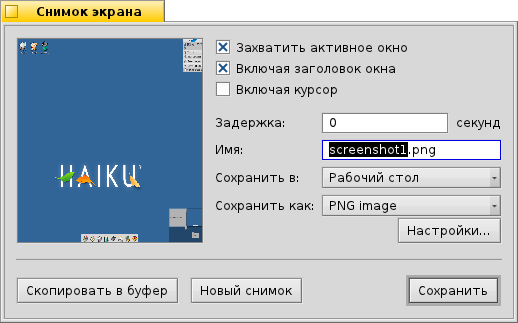 Снимок экрана
Захватить активное окно
Включая заголовок окна
Включая курсор
Задержка: 0 секунд
Имя: screenshot1.png
Сохранить в: Рабочий стол
Сохранить как: PNG image
Настройки...
HAIKU
Скопировать в буфер Новый снимок Сохранить